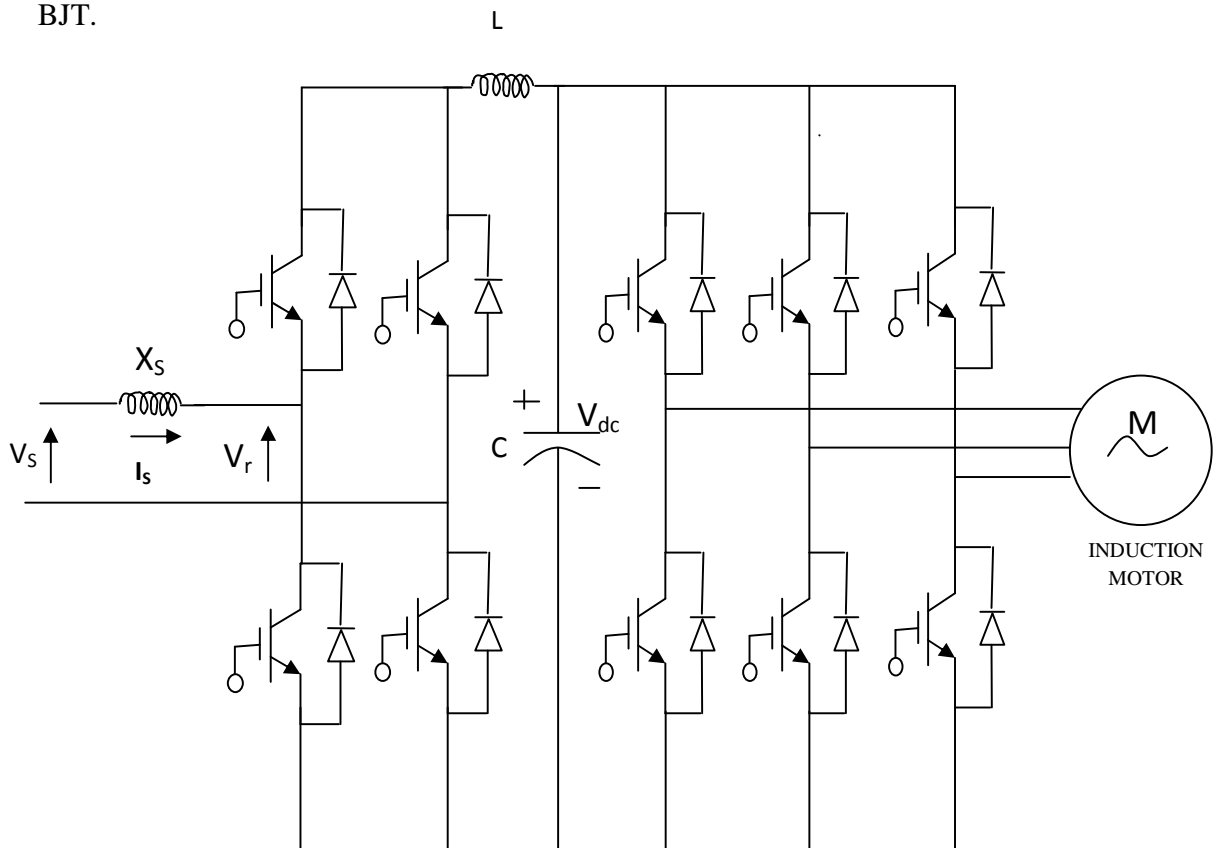 BJT.
L
X_S
V_S
I_S
V_r
+
C
V_dc
−
M
INDUCTION
MOTOR